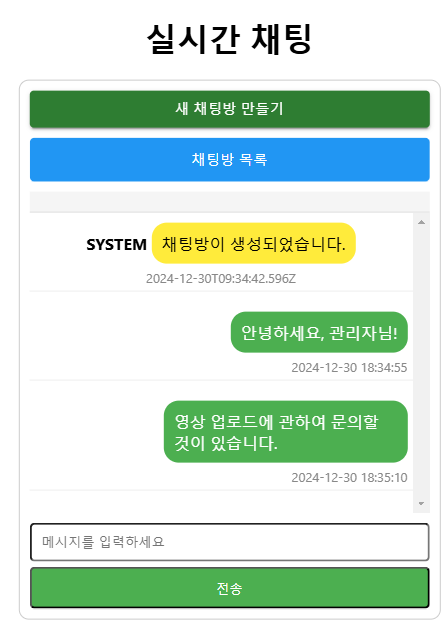 실시간 채팅
새 채팅방 만들기
채팅방 목록
SYSTEM 채팅방이 생성되었습니다.
2024-12-30T09:34:42.596Z
안녕하세요, 관리자님!
2024-12-30 18:34:55
영상 업로드에 관하여 문의할
것이 있습니다.
2024-12-30 18:35:10
메시지를 입력하세요
전송